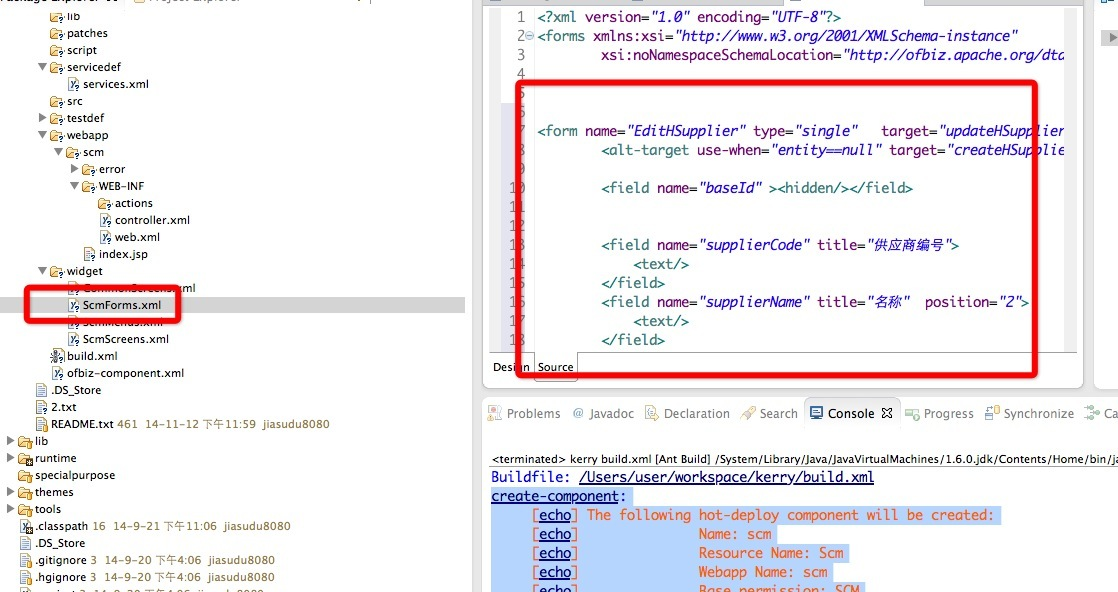 lib
patches
script
servicedef
services.xml
src
testdef
webapp
scm
error
WEB-INF
actions
controller.xml
web.xml
index.jsp
widget
CommonScreens.xml
ScmForms.xml
ScmMenus.xml
ScmScreens.xml
build.xml
ofbiz-component.xml
.DS_Store
2.txt
README.txt 461 14-11-12 下午11:59 jiasudu8080
lib
runtime
specialpurpose
themes
tools
.classpath 16 14-9-21 下午11:06 jiasudu8080
.DS_Store
.gitignore 3 14-9-20 下午4:06 jiasudu8080
.hgignore 3 14-9-20 下午4:06 jiasudu8080
1 <?xml version="1.0" encoding="UTF-8"?>
2 <forms xmlns:xsi="http://www.w3.org/2001/XMLSchema-instance"
3 xsi:noNamespaceSchemaLocation="http://ofbiz.apache.org/dtd
4
5
6
7 <form name="EditHSupplier" type="single" target="updateHSupplier
8 <alt-target use-when="entity==null" target="createHSupplie
9
10 <field name="baseId" ><hidden/></field>
11
12
13 <field name="supplierCode" title="供应商编号">
14 <text/>
15 </field>
16 <field name="supplierName" title="名称" position="2">
17 <text/>
18 </field>
Design Source
Problems @ Javadoc Declaration Search Console Progress Synchronize
<terminated> kerry build.xml [Ant Build] /System/Library/Java/JavaVirtualMachines/1.6.0.jdk/Contents/Home/bin/ja
Buildfile: /Users/user/workspace/kerry/build.xml
create-component:
[echo] The following hot-deploy component will be created:
[echo] Name: scm
[echo] Resource Name: Scm
[echo] Webapp Name: scm
[echo] Base permission: SCM